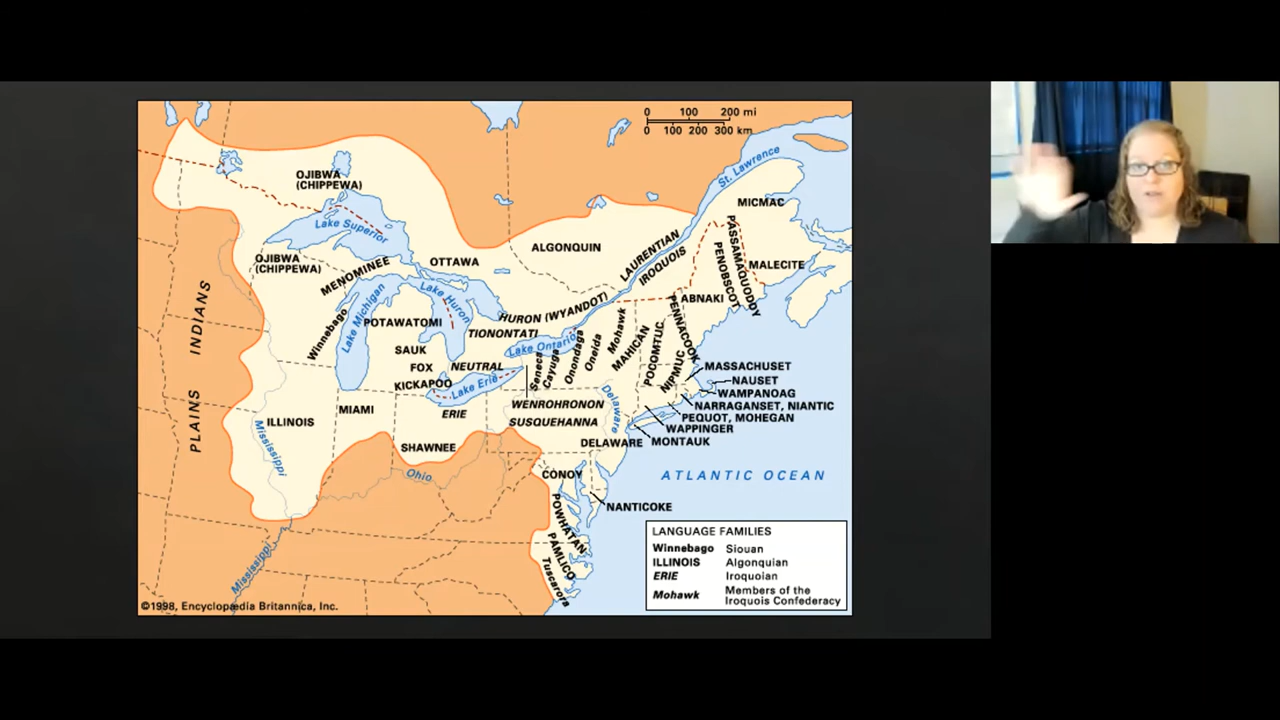 0 100 200 mi
0 100 200 300 km
St. Lawrence
OJIBWA
(CHIPPEWA)
MICMAC
Lake Superior
ALGONQUIN
LAURENTIAN
IROQUOIS
PASSAMAQUODDY
PENOBSCOT
MALECITE
OJIBWA
(CHIPPEWA)
MENOMINEE
OTTAWA
Lake Huron
Lake Michigan
HURON (WYANDOT)
ABNAKI
PLAINS INDIANS
Winnebago
POTAWATOMI
TIONONTATI
Lake Ontario
Mohawk
MAHICAN
POCOMTUC
PENNACOOK
NIPMUC
SAUK
FOX
NEUTRAL
Seneca
Cayuga
Onondaga
Oneida
MASSACHUSET
NAUSET
KICKAPOO
Lake Erie
WAMPANOAG
NARRAGANSET, NIANTIC
MIAMI
ERIE
WENROHRONON
Delaware
PEQUOT, MOHEGAN
ILLINOIS
SUSQUEHANNA
WAPPINGER
Mississippi
SHAWNEE
DELAWARE
MONTAUK
Ohio
CONOY
ATLANTIC OCEAN
NANTICOKE
POWHATAN
PAMLICO
Tuscarora
Mississippi
LANGUAGE FAMILIES
Winnebago Siouan
ILLINOIS Algonquian
ERIE Iroquoian
Mohawk Members of the
Iroquois Confederacy
©1998, Encyclopædia Britannica, Inc.